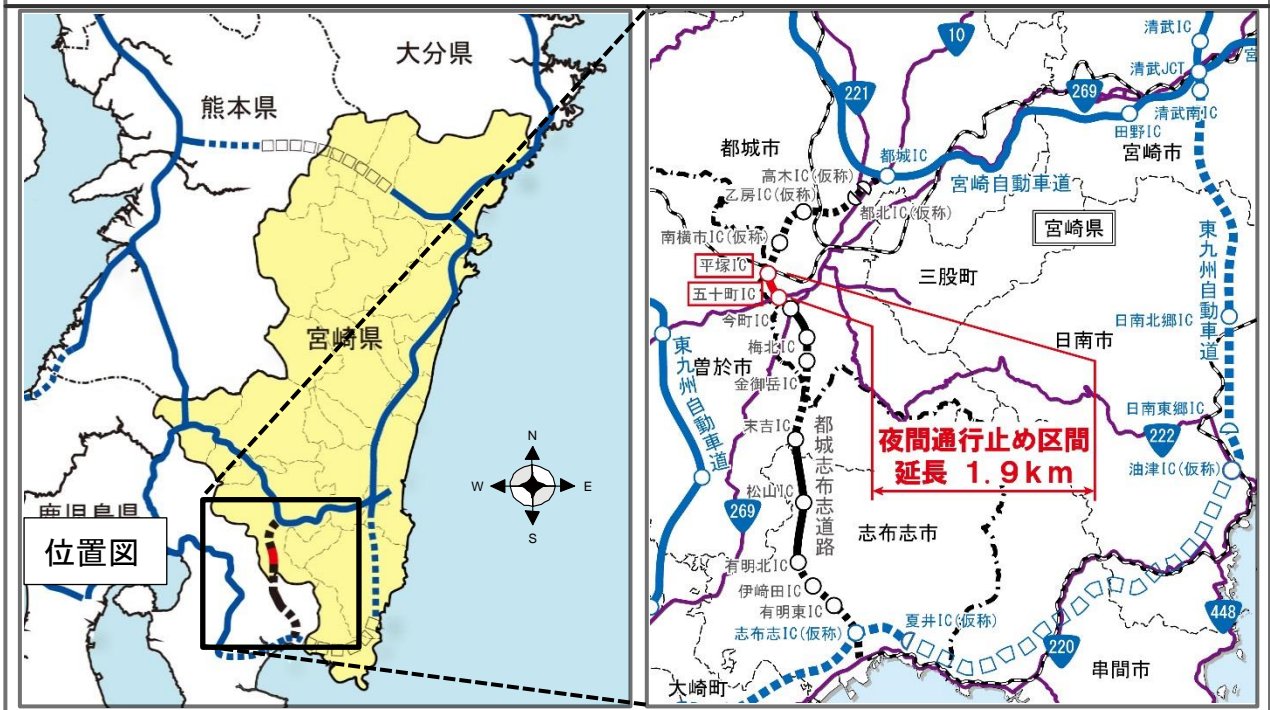 大分県
熊本県
宮崎県
鹿児島県
位置図
N
W
E
S
清武IC
10
清武JCT
宮
221
269
清武南IC
田野IC
都城市
都城IC
宮崎市
高木IC(仮称)
宮崎自動車道
乙房IC(仮称)
都北IC(仮称)
宮崎県
南横市IC(仮称)
東九州自動車道
平塚IC
三股町
五十町IC
今町IC
日南北郷IC
日南市
梅北IC
曽於市
金御岳IC
東九州自動車道
日南東郷IC
末吉IC
都城志布志道路
夜間通行止め区間
222
延長 1.9km
油津IC(仮称)
松山IC
269
志布志市
有明北IC
伊崎田IC
有明東IC
448
夏井IC(仮称)
志布志IC(仮称)
220
串間市
大崎町